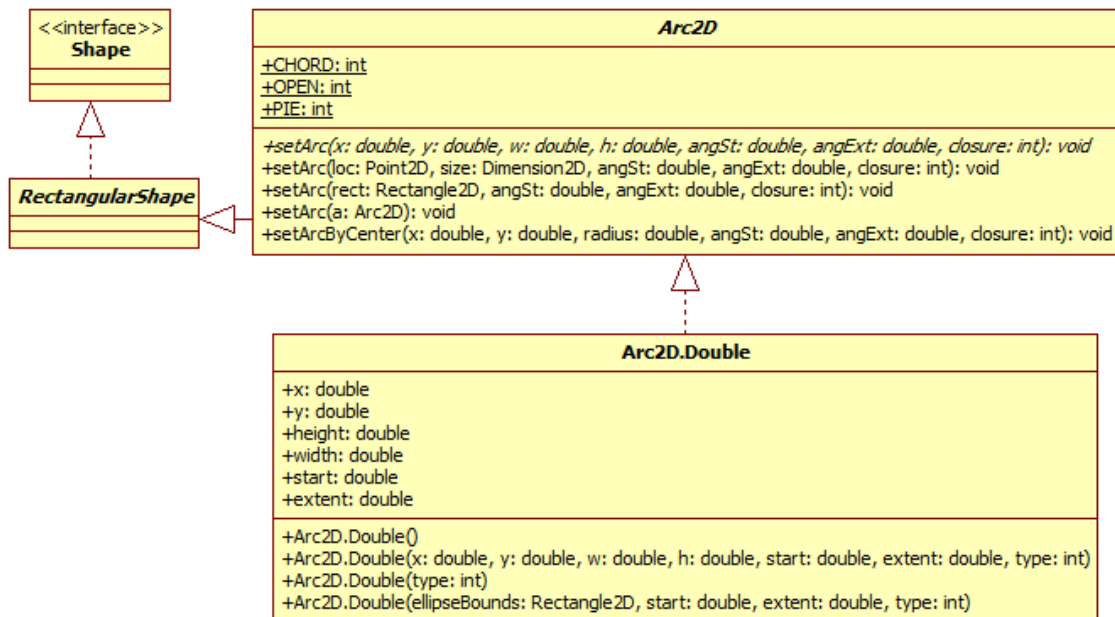 <<interface>>
Shape
RectangularShape
Arc2D
+CHORD: int
+OPEN: int
+PIE: int
+setArc(x: double, y: double, w: double, h: double, angSt: double, angExt: double, closure: int): void
+setArc(loc: Point2D, size: Dimension2D, angSt: double, angExt: double, closure: int): void
+setArc(rect: Rectangle2D, angSt: double, angExt: double, closure: int): void
+setArc(a: Arc2D): void
+setArcByCenter(x: double, y: double, radius: double, angSt: double, angExt: double, closure: int): void
Arc2D.Double
+x: double
+y: double
+height: double
+width: double
+start: double
+extent: double
+Arc2D.Double()
+Arc2D.Double(x: double, y: double, w: double, h: double, start: double, extent: double, type: int)
+Arc2D.Double(type: int)
+Arc2D.Double(ellipseBounds: Rectangle2D, start: double, extent: double, type: int)